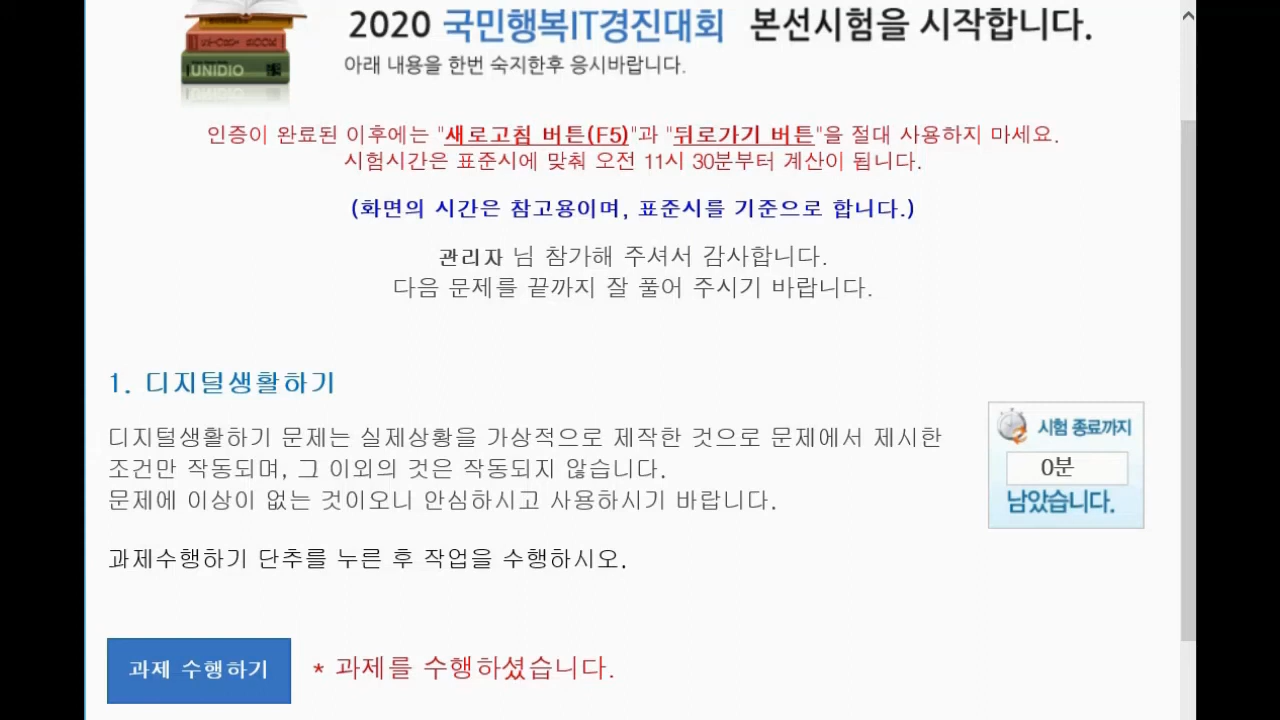 2020 국민행복IT경진대회 본선시험을 시작합니다.
아래 내용을 한번 숙지한후 응시바랍니다.
UNIDIO
인증이 완료된 이후에는 "새로고침 버튼(F5)"과 "뒤로가기 버튼"을 절대 사용하지 마세요.
시험시간은 표준시에 맞춰 오전 11시 30분부터 계산이 됩니다.
(화면의 시간은 참고용이며, 표준시를 기준으로 합니다.)
관리자 님 참가해 주셔서 감사합니다.
다음 문제를 끝까지 잘 풀어 주시기 바랍니다.
1. 디지털생활하기
디지털생활하기 문제는 실제상황을 가상적으로 제작한 것으로 문제에서 제시한
조건만 작동되며, 그 이외의 것은 작동되지 않습니다.
문제에 이상이 없는 것이오니 안심하시고 사용하시기 바랍니다.
시험 종료까지
0분
남았습니다.
과제수행하기 단추를 누른 후 작업을 수행하시오.
과제 수행하기
* 과제를 수행하셨습니다.